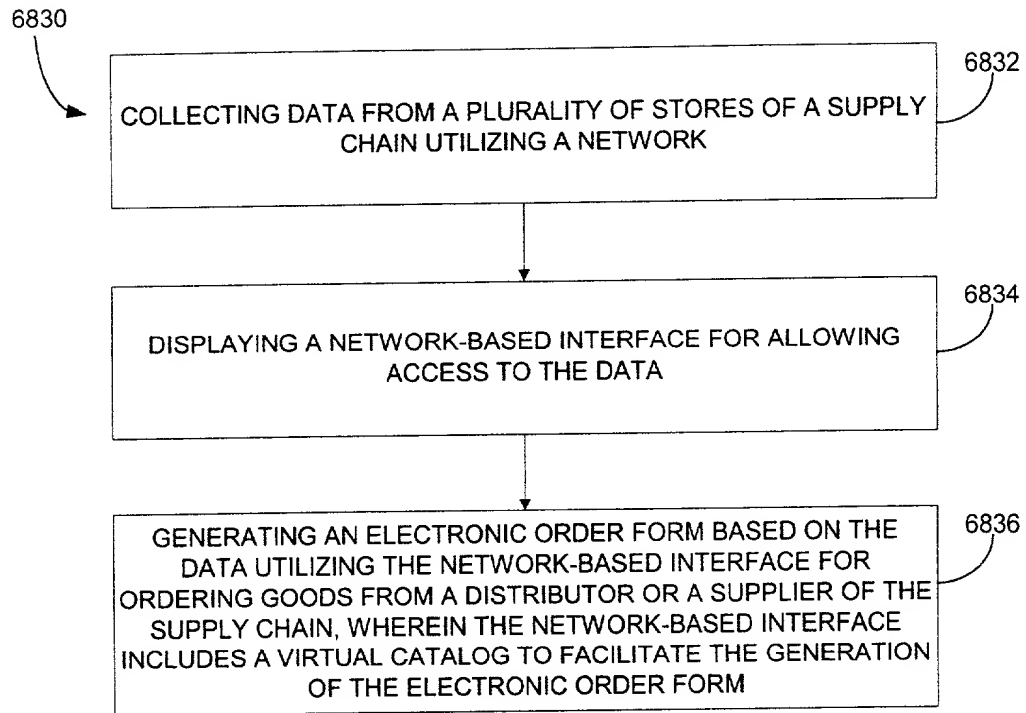 6830
6832
COLLECTING DATA FROM A PLURALITY OF STORES OF A SUPPLY
CHAIN UTILIZING A NETWORK
6834
DISPLAYING A NETWORK-BASED INTERFACE FOR ALLOWING
ACCESS TO THE DATA
6836
GENERATING AN ELECTRONIC ORDER FORM BASED ON THE
DATA UTILIZING THE NETWORK-BASED INTERFACE FOR
ORDERING GOODS FROM A DISTRIBUTOR OR A SUPPLIER OF THE
SUPPLY CHAIN, WHEREIN THE NETWORK-BASED INTERFACE
INCLUDES A VIRTUAL CATALOG TO FACILITATE THE GENERATION
OF THE ELECTRONIC ORDER FORM